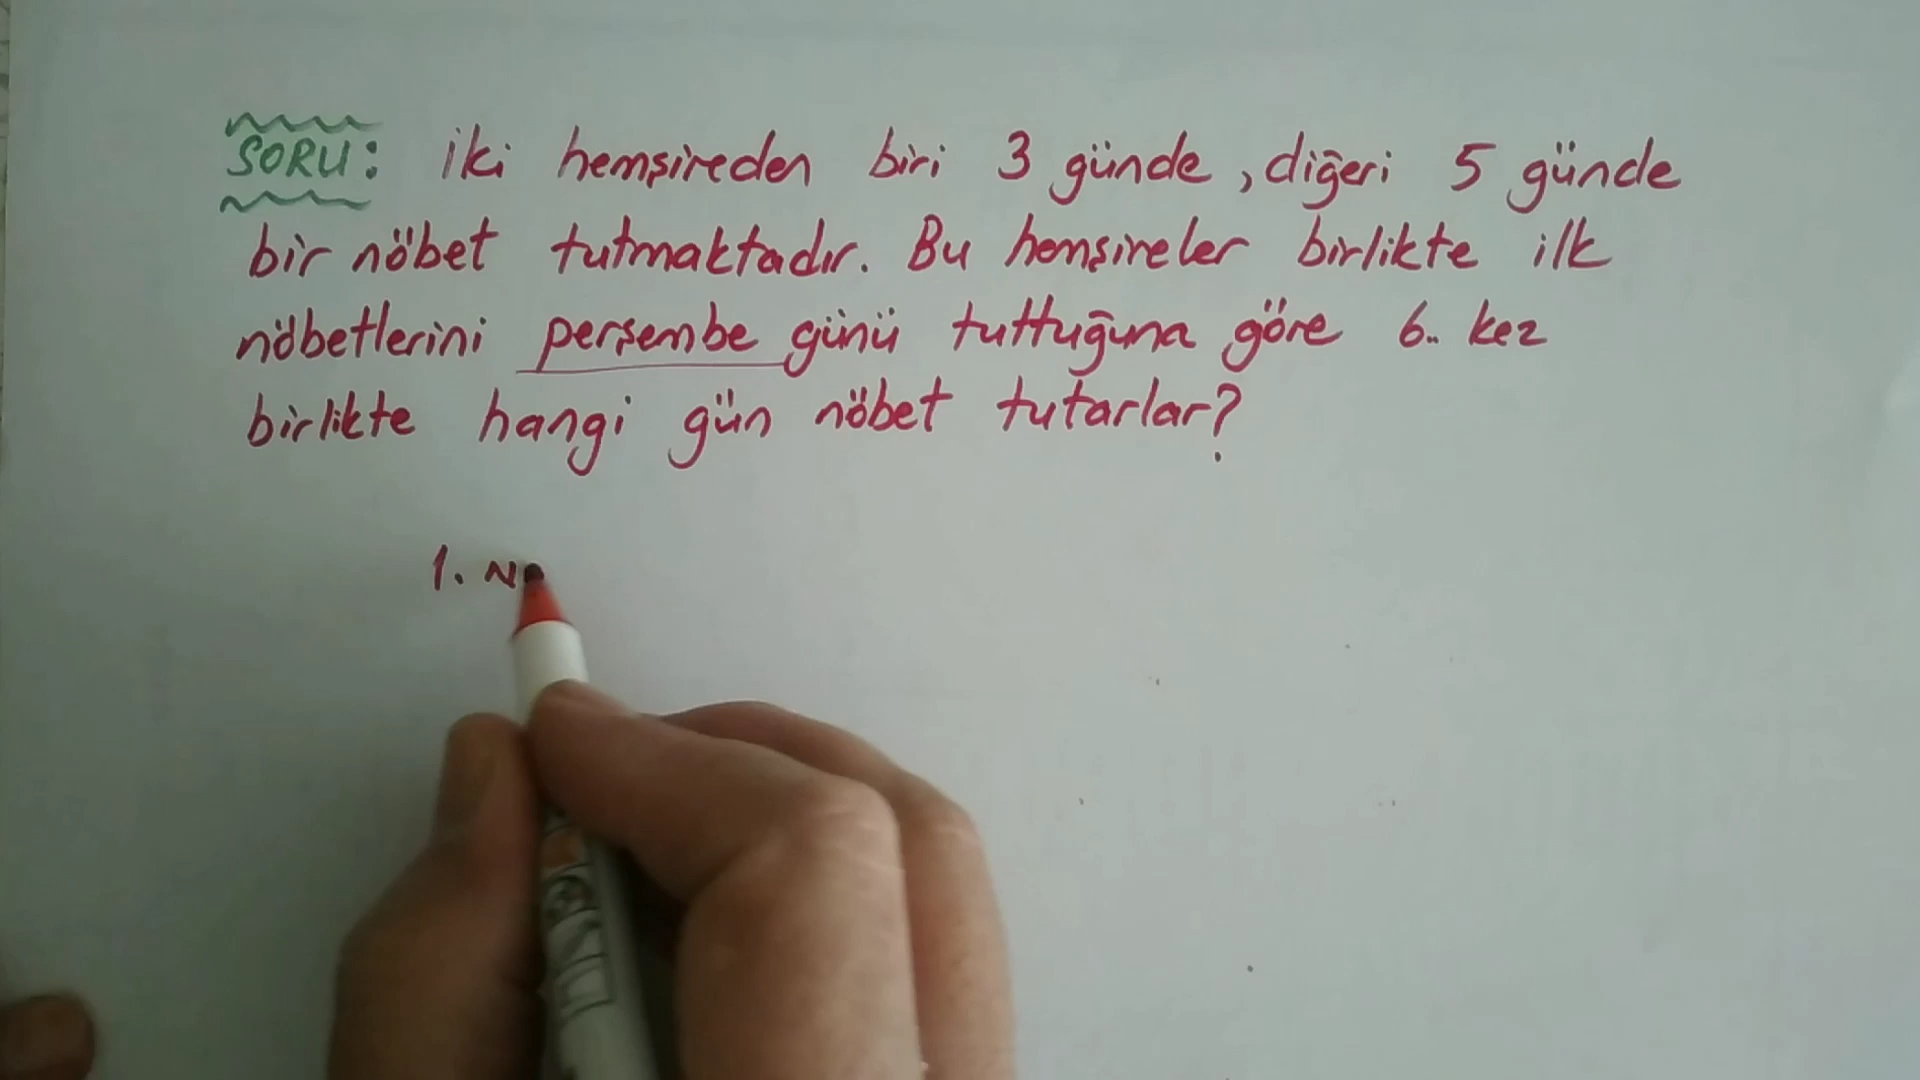 SORU: İki hemşireden biri 3 günde, diğeri 5 günde
bir nöbet tutmaktadır. Bu hemşireler birlikte ilk
nöbetlerini perşembe günü tuttuğuna göre 6.. kez
birlikte hangi gün nöbet tutarlar?
1. N